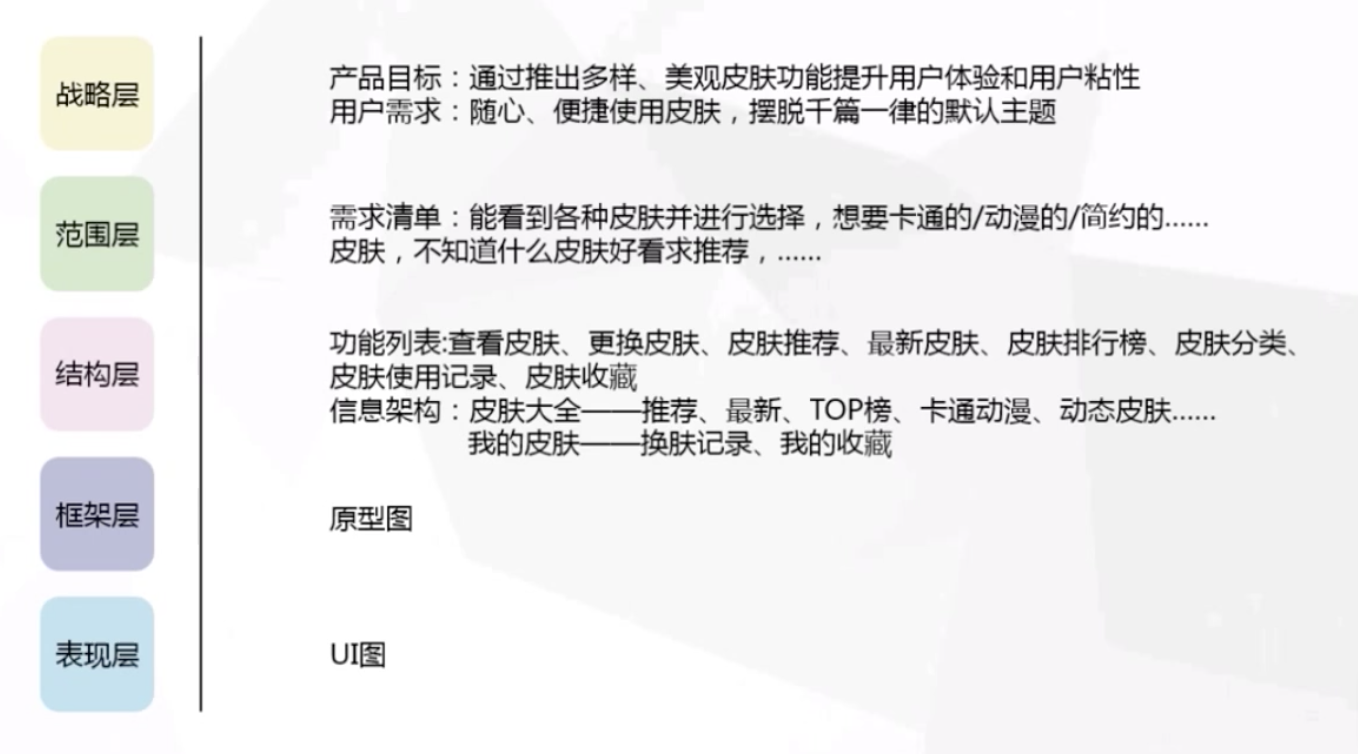 战略层
产品目标：通过推出多样、美观皮肤功能提升用户体验和用户粘性
用户需求：随心、便捷使用皮肤，摆脱千篇一律的默认主题
范围层
需求清单：能看到各种皮肤并进行选择，想要卡通的/动漫的/简约的……
皮肤，不知道什么皮肤好看求推荐，……
结构层
功能列表:查看皮肤、更换皮肤、皮肤推荐、最新皮肤、皮肤排行榜、皮肤分类、
皮肤使用记录、皮肤收藏
信息架构：皮肤大全——推荐、最新、TOP榜、卡通动漫、动态皮肤……
我的皮肤——换肤记录、我的收藏
框架层
原型图
表现层
UI图